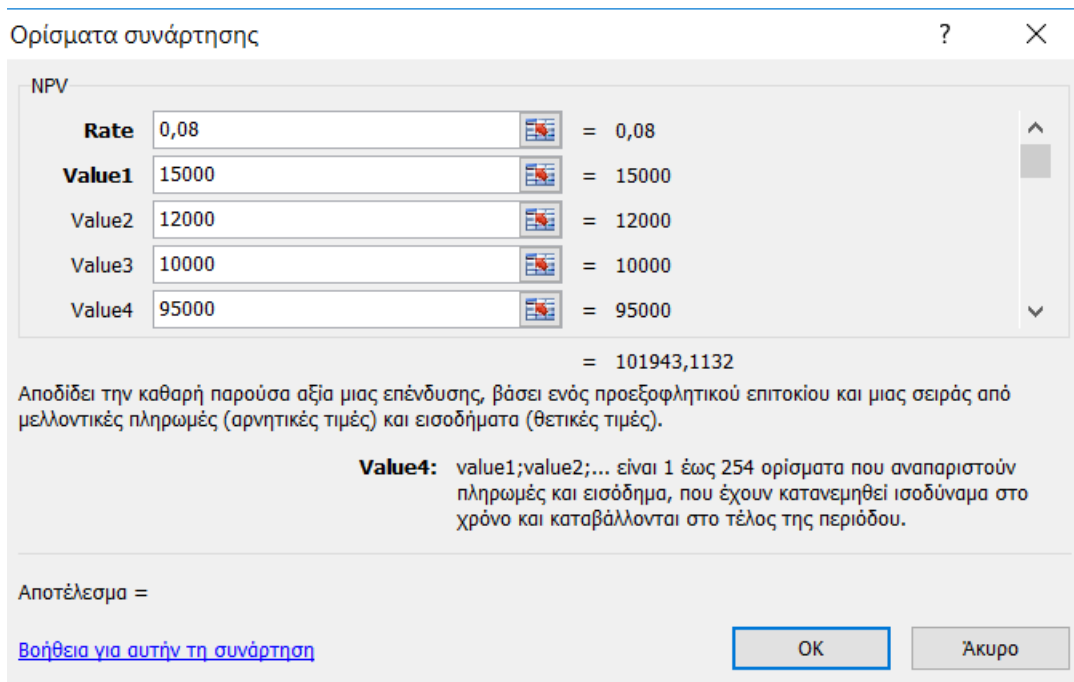 Ορίσματα συνάρτησης ?
NPV
Rate 0,08 = 0,08
Value1 15000 = 15000
Value2 12000 = 12000
Value3 10000 = 10000
Value4 95000 = 95000
= 101943,1132
Αποδίδει την καθαρή παρούσα αξία μιας επένδυσης, βάσει ενός προεξοφλητικού επιτοκίου και μιας σειράς από
μελλοντικές πληρωμές (αρνητικές τιμές) και εισοδήματα (θετικές τιμές).
Value4: value1;value2;... είναι 1 έως 254 ορίσματα που αναπαριστούν
πληρωμές και εισόδημα, που έχουν κατανεμηθεί ισοδύναμα στο
χρόνο και καταβάλλονται στο τέλος της περιόδου.
Αποτέλεσμα =
Βοήθεια για αυτήν τη συνάρτηση OK Άκυρο